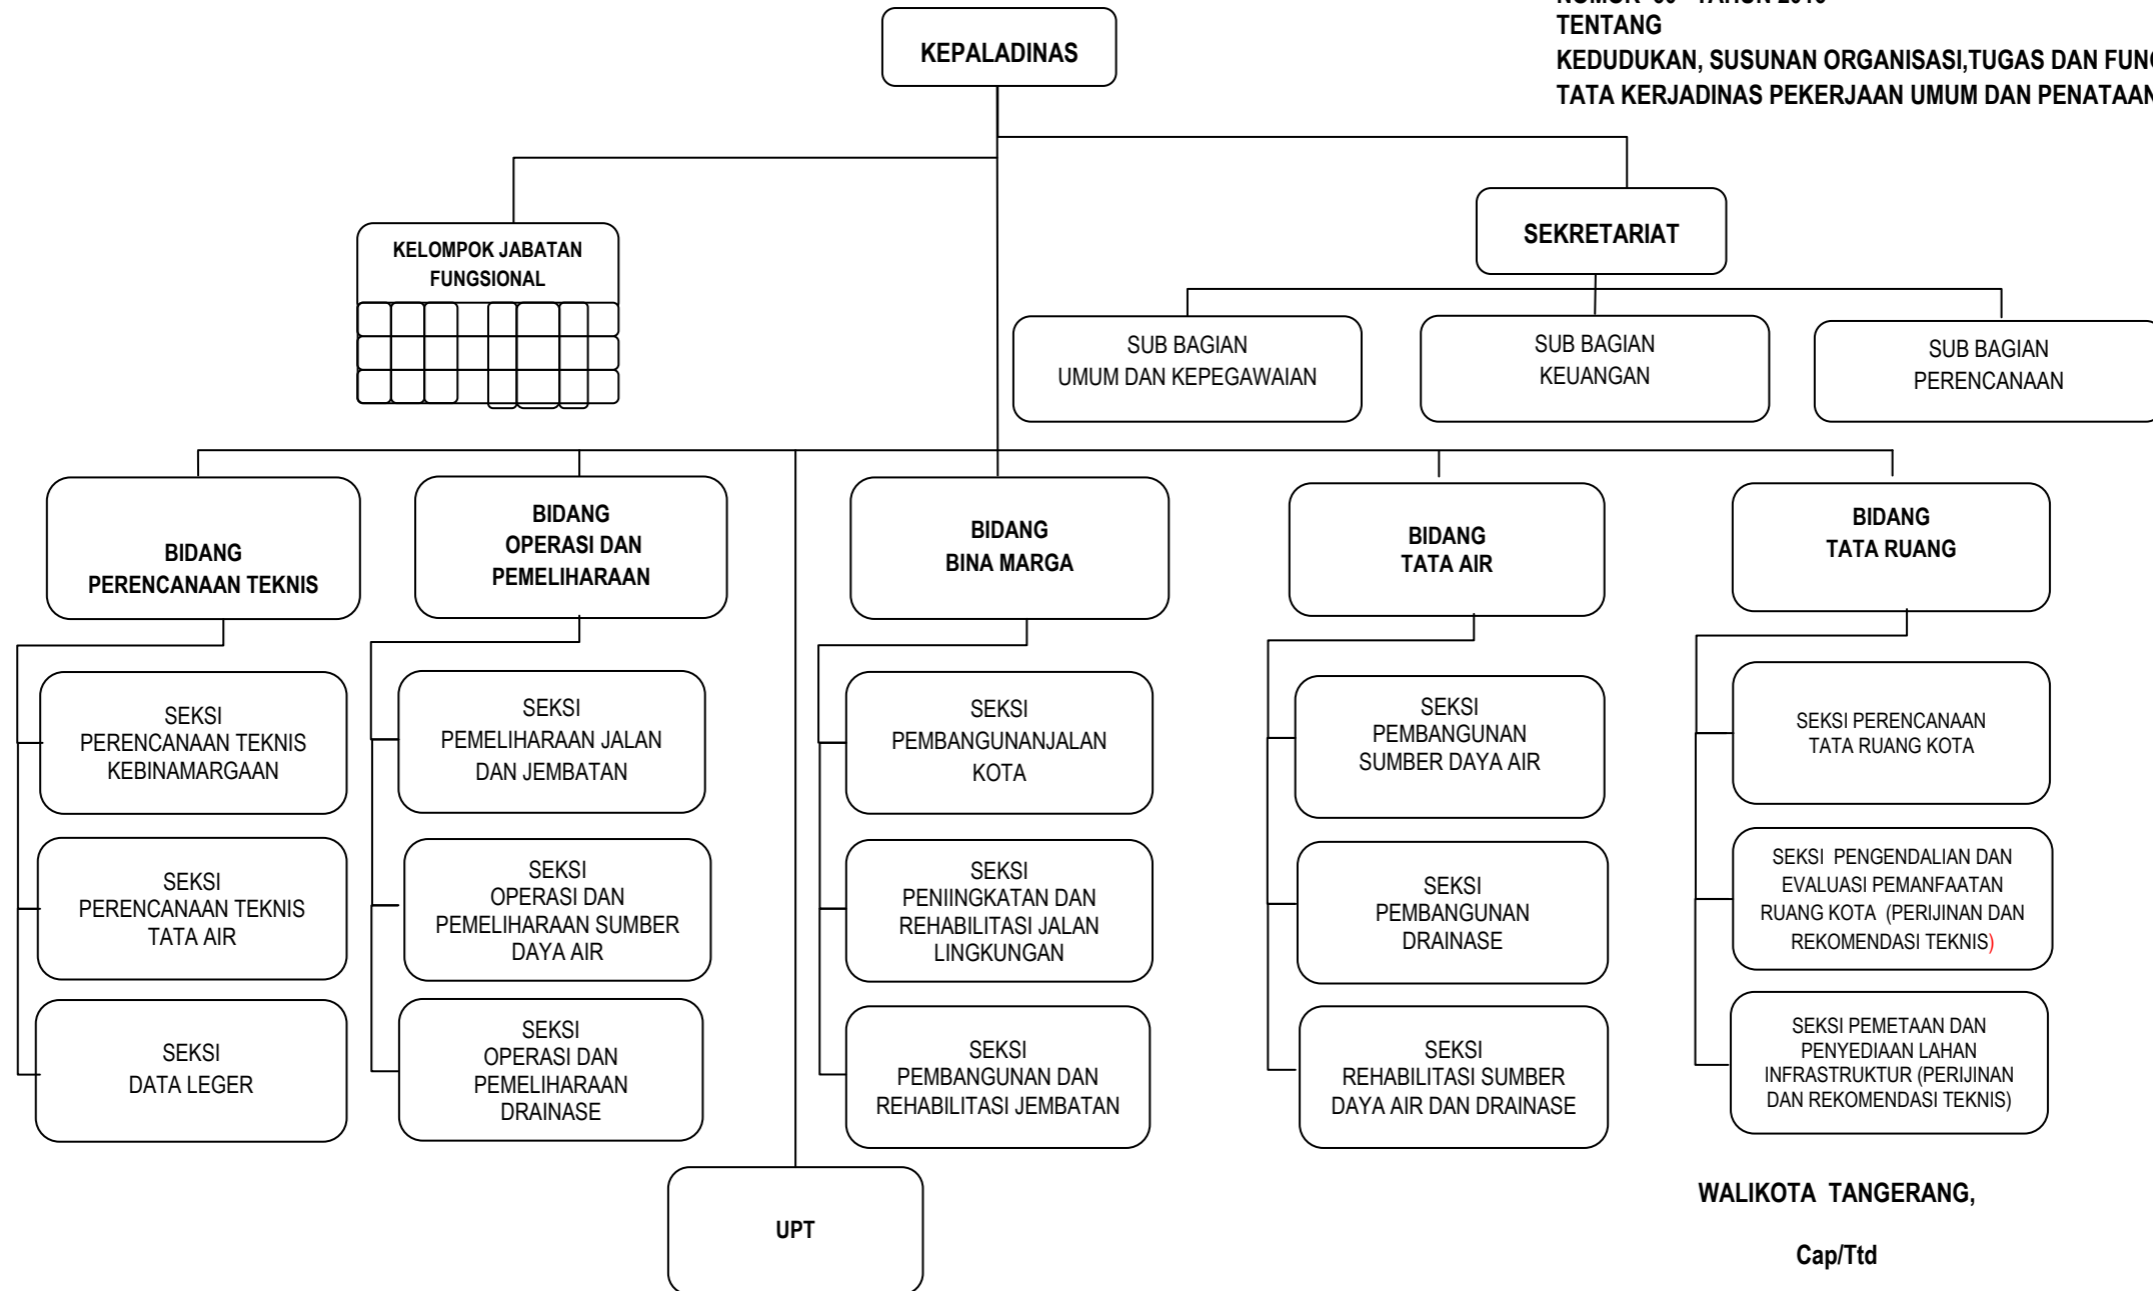 TENTANG
KEDUDUKAN, SUSUNAN ORGANISASI,TUGAS DAN
TATA KERJADINAS PEKERJAAN UMUM DAN PENATAAN
KEPALADINAS
SEKRETARIAT
KELOMPOK JABATAN
FUNGSIONAL
SUB BAGIAN
UMUM DAN KEPEGAWAIAN
SUB BAGIAN
KEUANGAN
SUB BAGIAN
PERENCANAAN
BIDANG
PERENCANAAN TEKNIS
BIDANG
OPERASI DAN
PEMELIHARAAN
BIDANG
BINA MARGA
BIDANG
TATA AIR
BIDANG
TATA RUANG
SEKSI
PERENCANAAN TEKNIS
KEBINAMARGAAN
SEKSI
PEMELIHARAAN JALAN
DAN JEMBATAN
SEKSI
PEMBANGUNANJALAN
KOTA
SEKSI
PEMBANGUNAN
SUMBER DAYA AIR
SEKSI PERENCANAAN
TATA RUANG KOTA
SEKSI
PERENCANAAN TEKNIS
TATA AIR
SEKSI
OPERASI DAN
PEMELIHARAAN SUMBER
DAYA AIR
SEKSI
PENIINGKATAN DAN
REHABILITASI JALAN
LINGKUNGAN
SEKSI
PEMBANGUNAN
DRAINASE
SEKSI PENGENDALIAN DAN
EVALUASI PEMANFAATAN
RUANG KOTA (PERIJINAN DAN
REKOMENDASI TEKNIS)
SEKSI
DATA LEGER
SEKSI
OPERASI DAN
PEMELIHARAAN
DRAINASE
SEKSI
PEMBANGUNAN DAN
REHABILITASI JEMBATAN
SEKSI
REHABILITASI SUMBER
DAYA AIR DAN DRAINASE
SEKSI PEMETAAN DAN
PENYEDIAAN LAHAN
INFRASTRUKTUR (PERIJINAN
DAN REKOMENDASI TEKNIS)
UPT
WALIKOTA TANGERANG,
Cap/Ttd